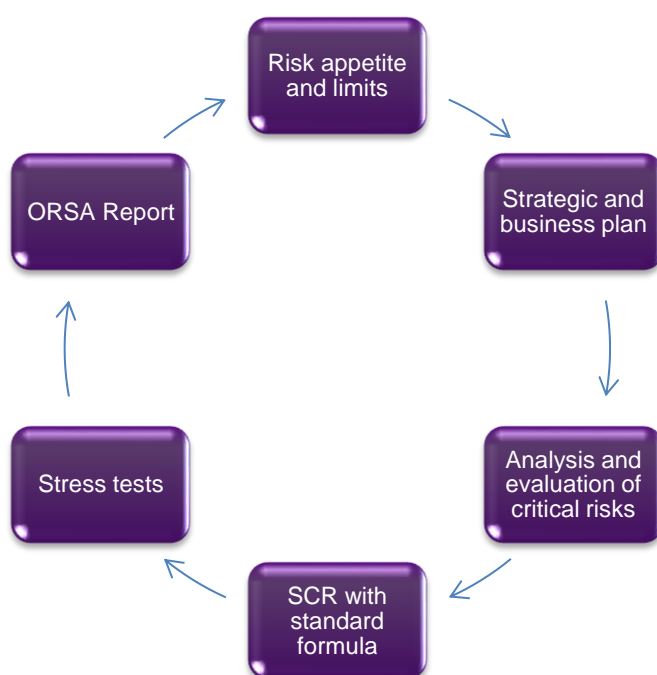 Risk appetite
and limits
Strategic and
business plan
Analysis and
evaluation of
critical risks
SCR with
standard
formula
Stress tests
ORSA Report